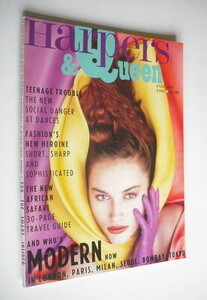 Harpers
& Queen
TEENAGE TROUBLE
THE NEW
SOCIAL DANGER
AT DANCES
FASHION'S
NEW HEROINE
SHORT, SHARP
AND
SOPHISTICATED
THE NEW
AFRICAN
SAFARI
30-PAGE
TRAVEL GUIDE
AND WHO'S
MODERN NOW
IN LONDON, PARIS, MILAN, SEOUL, BOMBAY, TOKYO